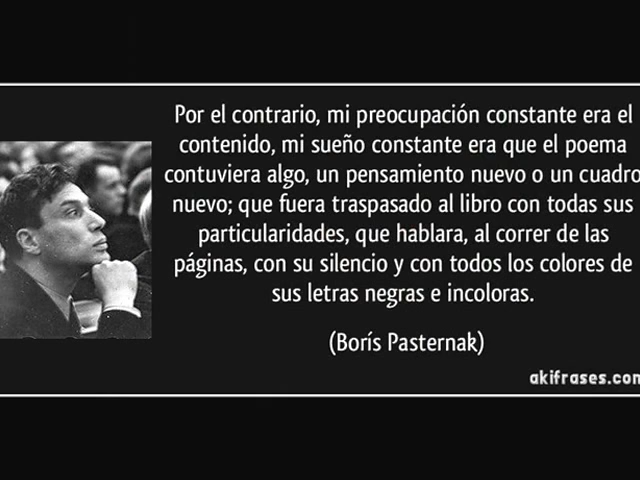 Por el contrario, mi preocupación constante era el
contenido, mi sueño constante era que el poema
contuviera algo, un pensamiento nuevo o un cuadro
nuevo; que fuera traspasado al libro con todas sus
particularidades, que hablara, al correr de las
páginas, con su silencio y con todos los colores de
sus letras negras e incoloras.
(Borís Pasternak)
akifrases.com